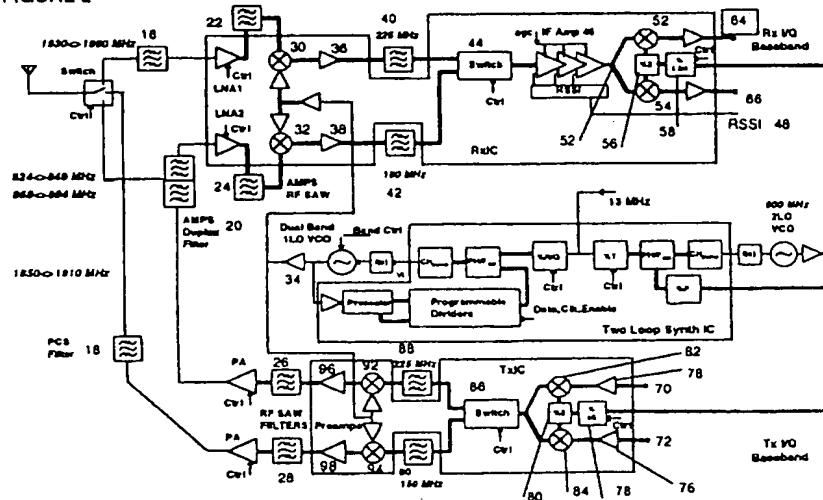 FIGURE 2
22
40
225 MHz
1930<>1990 MHz
16
30
36
44
agc
IF Amp 46
52
64
Rx I/Q
Baseband
Switch
Ctrl
Ctrl
LNA1
LNA2
Ctrl
Switch
Ctrl
RSSI
Ctrl
54
66
32
38
52
56
58
RSSI 48
824<>849 MHz
869<>894 MHz
24
AMPS
RF SAW
150 MHz
42
RxIC
20
AMPS
Duplex
Filter
13 MHz
Dual Band
1LO VCO
Band Ctrl
800 MHz
2LO
VCO
1850<>1910 MHz
34
Ctrl
Ctrl
Prescaler
Programmable
Dividers
Data,Clk,Enable
Two Loop Synth IC
88
PCS
Filter
18
PA
26
96
92
225 MHz
86
TxIC
82
78
70
Ctrl
RF SAW
FILTERS
Preamps
Switch
Ctrl
Ctrl
72
PA
Ctrl
28
98
94
90
150 MHz
80
84
78
76
Tx I/Q
Baseband